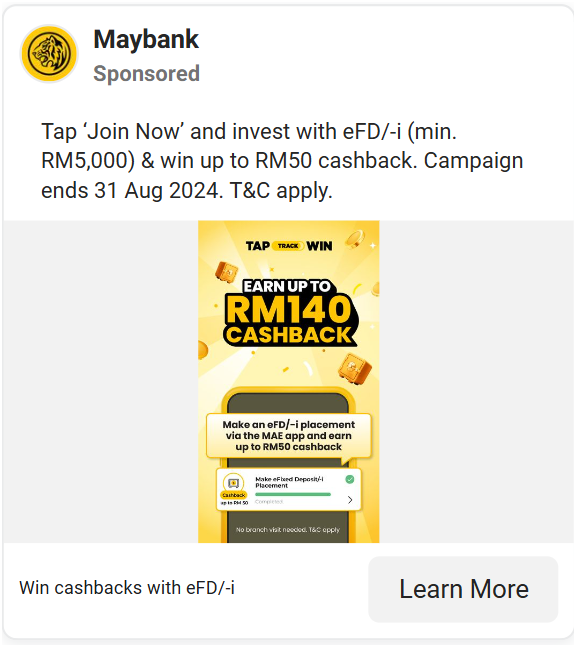 Maybank
Sponsored
Tap ‘Join Now’ and invest with eFD/-i (min.
RM5,000) & win up to RM50 cashback. Campaign
ends 31 Aug 2024. T&C apply.
TAP TRACK WIN
EARN UP TO
RM140
CASHBACK
Make an eFD/-i placement
via the MAE app and earn
up to RM50 cashback
Make eFixed Deposit/-i
Placement
Cashback
up to RM 50
Completed
No branch visit needed. T&C apply
Win cashbacks with eFD/-i
Learn More